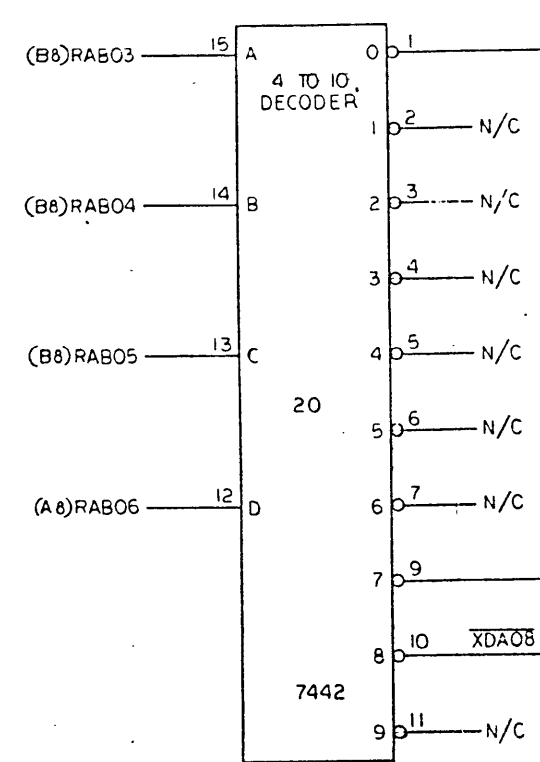 (B8)RAB03 15 A 0 1
4 TO 10
DECODER
1 2 N/C
(B8)RAB04 14 B 2 3 N/C
3 4 N/C
(B8)RAB05 13 C 4 5 N/C
20
5 6 N/C
(A8)RAB06 12 D 6 7 N/C
7 9
8 10 XDA08
7442
9 11 N/C